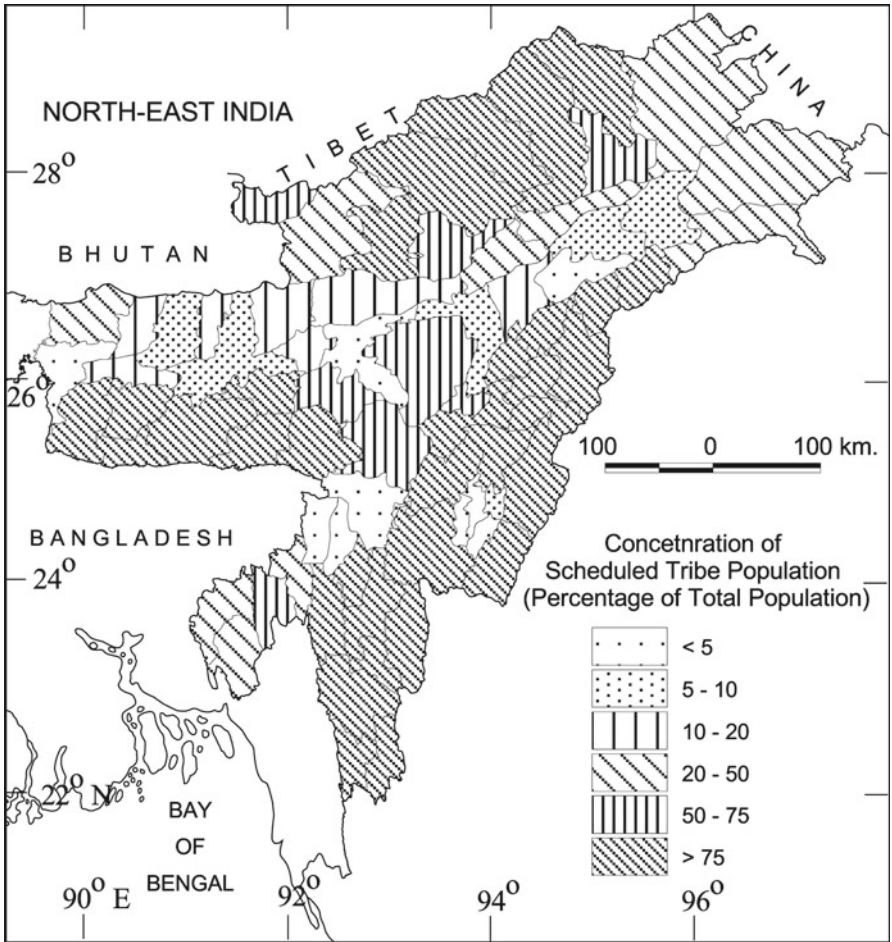 NORTH-EAST INDIA
CHINA
TIBET
28°
BHUTAN
26°
100 0 100 km.
BANGLADESH
24°
Concetnration of
Scheduled Tribe Population
(Percentage of Total Population)
< 5
5 - 10
10 - 20
20 - 50
50 - 75
> 75
22° N
BAY
OF
BENGAL
90° E 92° 94° 96°